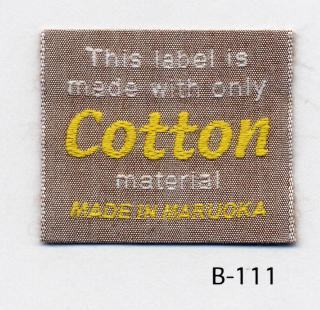 This label is
made with only
Cotton
material
MADE IN MARUOKA
B-111